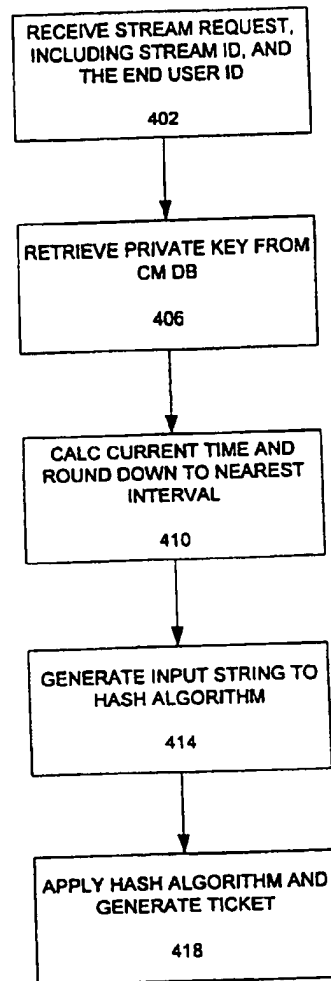 RECEIVE STREAM REQUEST,
INCLUDING STREAM ID, AND
THE END USER ID
402
RETRIEVE PRIVATE KEY FROM
CM DB
406
CALC CURRENT TIME AND
ROUND DOWN TO NEAREST
INTERVAL
410
GENERATE INPUT STRING TO
HASH ALGORITHM
414
APPLY HASH ALGORITHM AND
GENERATE TICKET
418